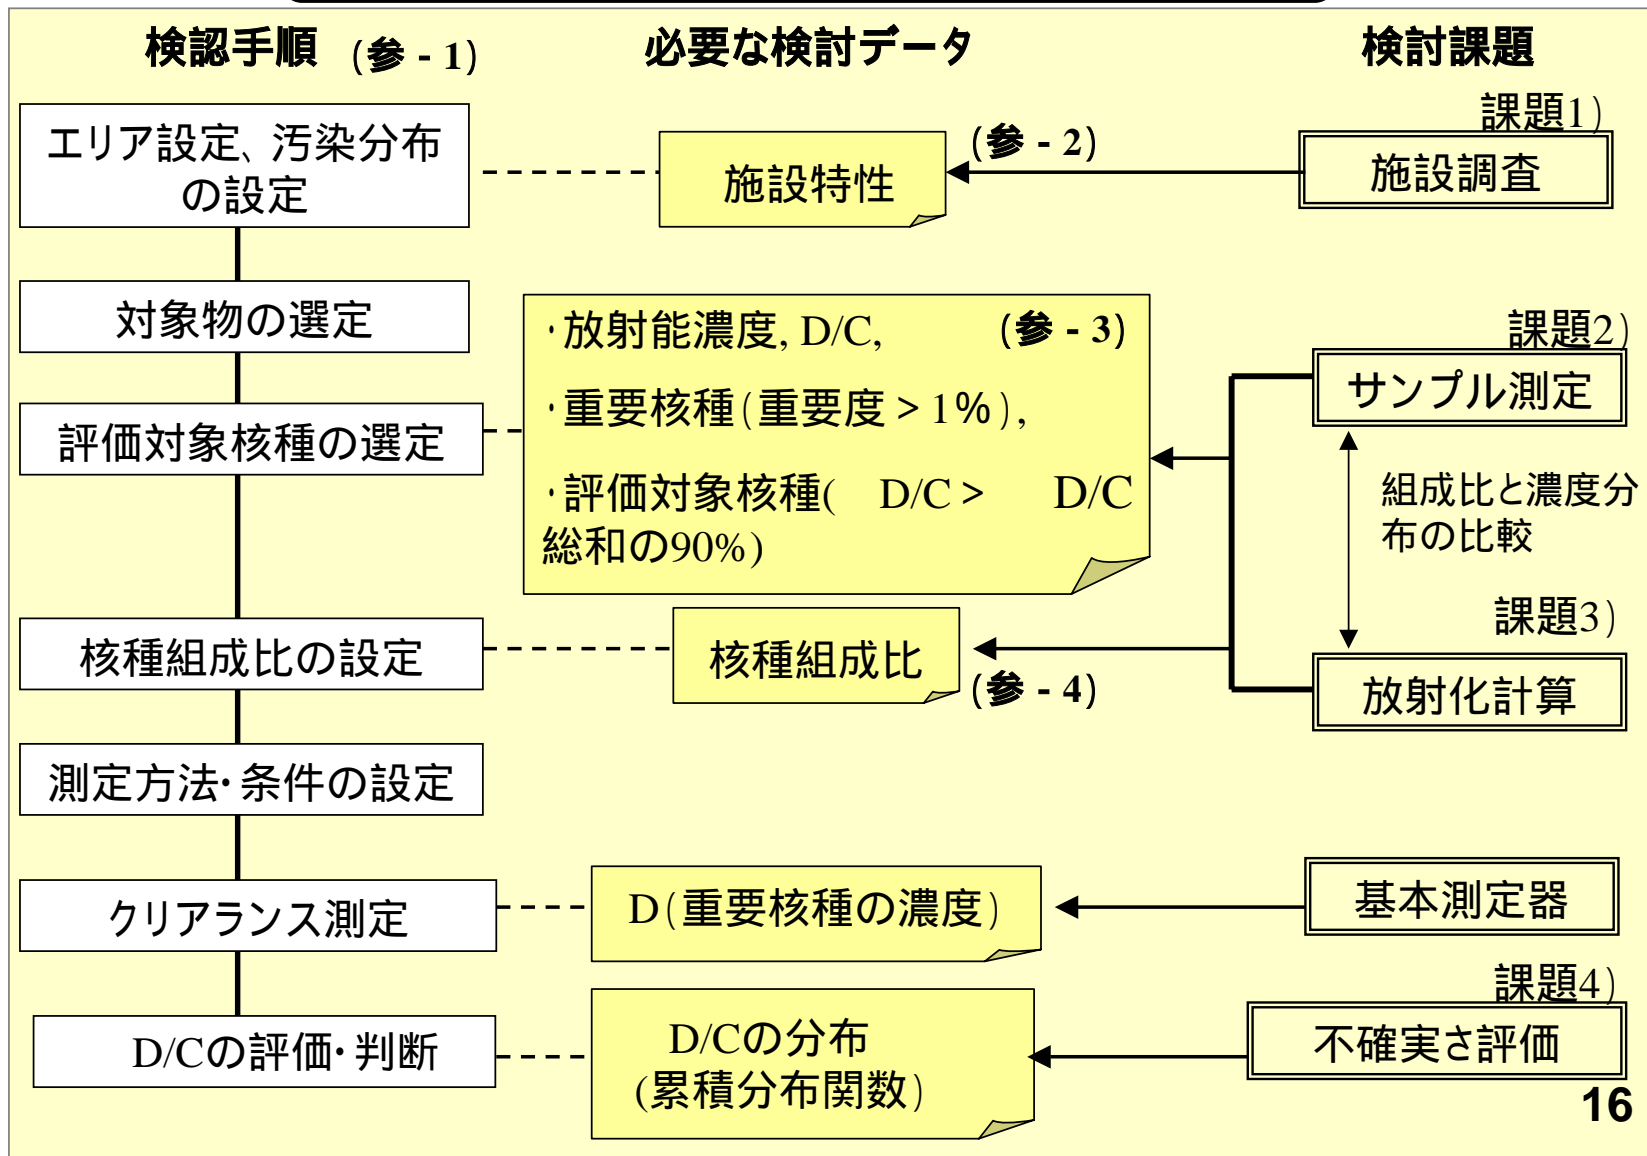 検認手順 (参 - 1)
必要な検討データ
検討課題
エリア設定、汚染分布
の設定
施設特性
(参 - 2)
課題1)
施設調査
対象物の選定
評価対象核種の選定
・放射能濃度, D/C, (参 - 3)
・重要核種(重要度 > 1%),
・評価対象核種( D/C > D/C
総和の90%)
課題2)
サンプル測定
組成比と濃度分
布の比較
課題3)
放射化計算
核種組成比の設定
核種組成比
(参 - 4)
測定方法・条件の設定
クリアランス測定
D(重要核種の濃度)
基本測定器
D/Cの評価・判断
D/Cの分布
(累積分布関数)
課題4)
不確実さ評価
16